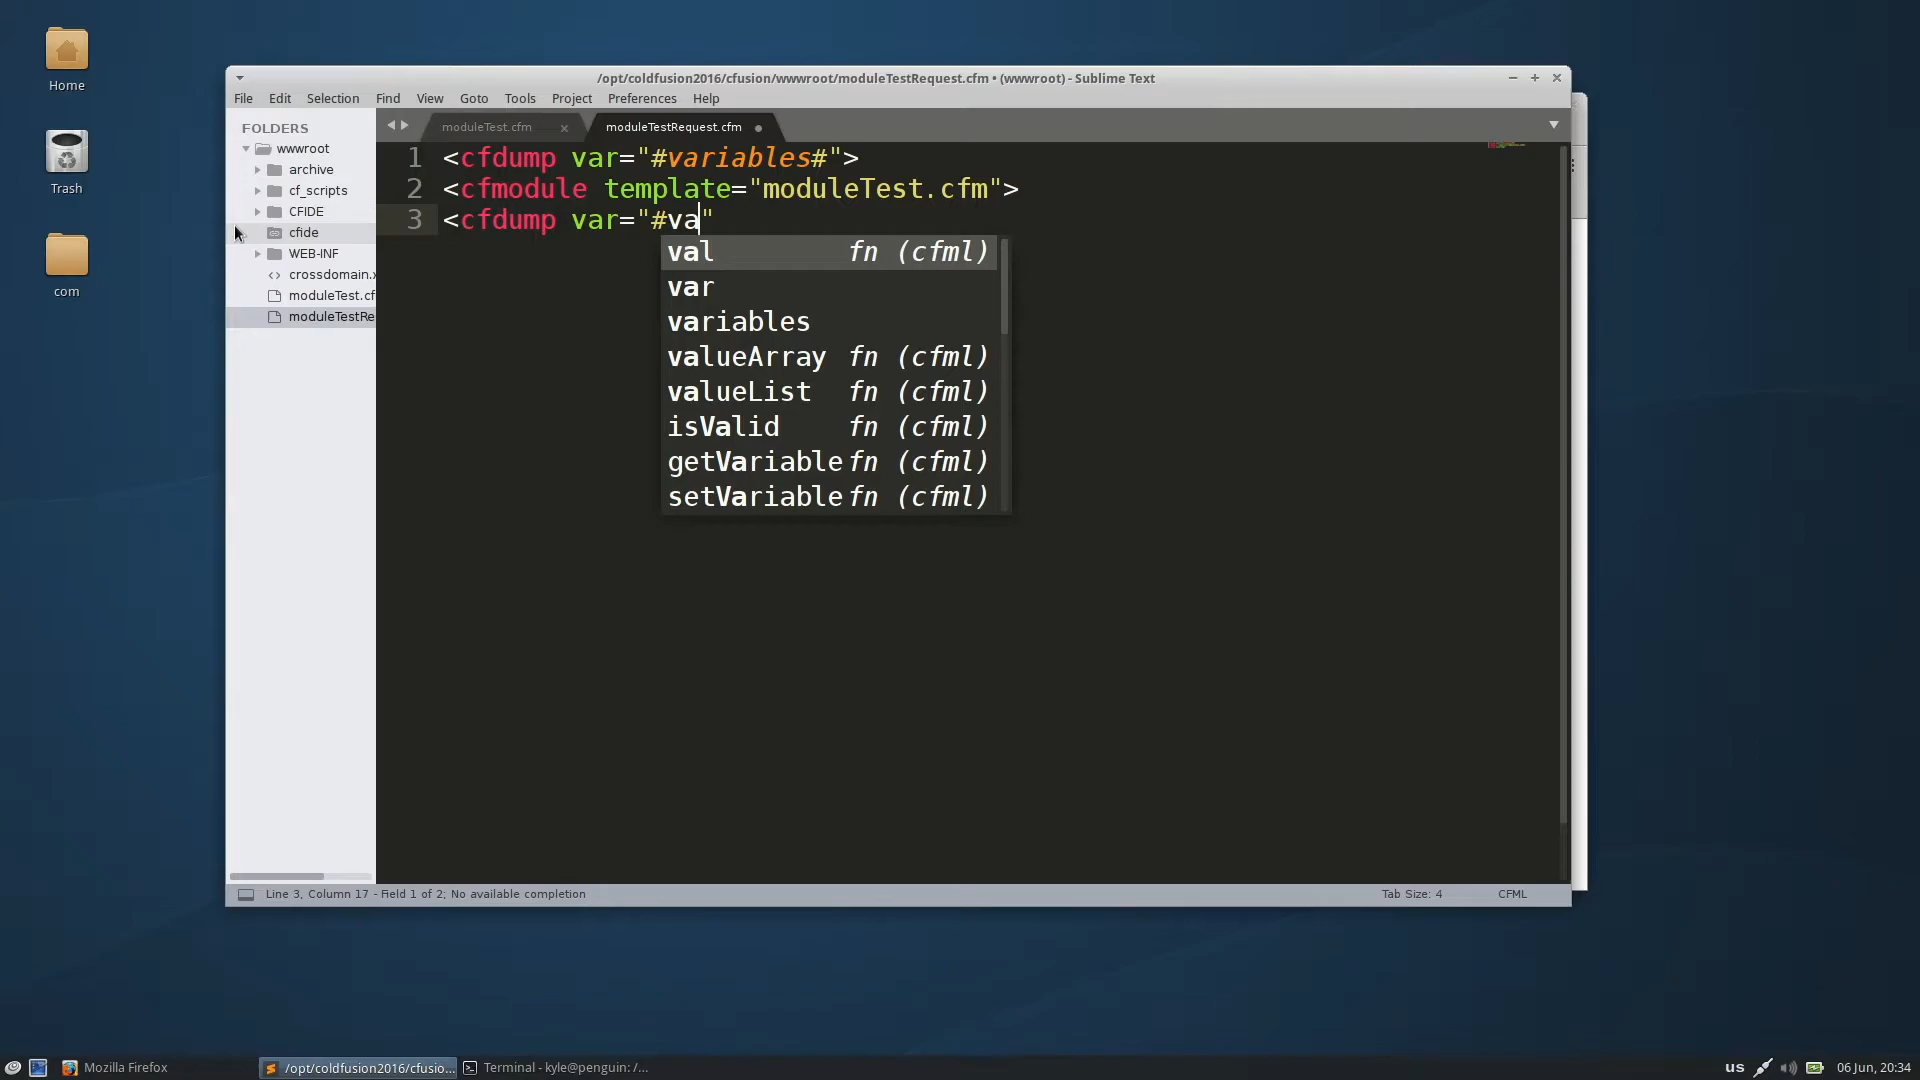 Home
Trash
com
/opt/coldfusion2016/cfusion/wwwroot/moduleTestRequest.cfm • (wwwroot) - Sublime Text
File Edit Selection Find View Goto Tools Project Preferences Help
FOLDERS
wwwroot
archive
cf_scripts
CFIDE
cfide
WEB-INF
crossdomain.x
moduleTest.cf
moduleTestRe
moduleTest.cfm
moduleTestRequest.cfm
1 <cfdump var="#variables#">
2 <cfmodule template="moduleTest.cfm">
3 <cfdump var="#va"
val fn (cfml)
var
variables
valueArray fn (cfml)
valueList fn (cfml)
isValid fn (cfml)
getVariable fn (cfml)
setVariable fn (cfml)
Line 3, Column 17 - Field 1 of 2; No available completion
Tab Size: 4
CFML
Mozilla Firefox
/opt/coldfusion2016/cfusio...
Terminal - kyle@penguin: /...
us
06 Jun, 20:34